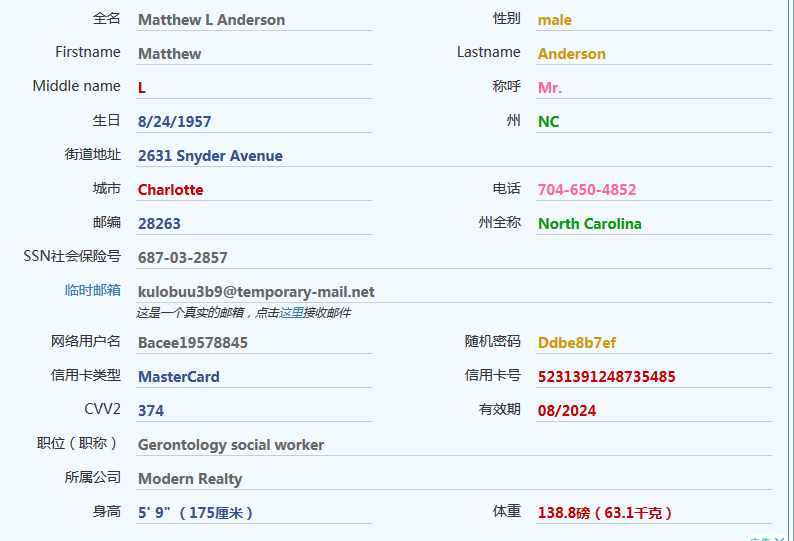 全名 Matthew L Anderson 性别 male
Firstname Matthew Lastname Anderson
Middle name L 称呼 Mr.
生日 8/24/1957 州 NC
街道地址 2631 Snyder Avenue
城市 Charlotte 电话 704-650-4852
邮编 28263 州全称 North Carolina
SSN社会保险号 687-03-2857
临时邮箱 kulobuu3b9@temporary-mail.net
这是一个真实的邮箱，点击这里接收邮件
网络用户名 Bacee19578845 随机密码 Ddbe8b7ef
信用卡类型 MasterCard 信用卡号 5231391248735485
CVV2 374 有效期 08/2024
职位（职称） Gerontology social worker
所属公司 Modern Realty
身高 5' 9" （175厘米） 体重 138.8磅（63.1千克）